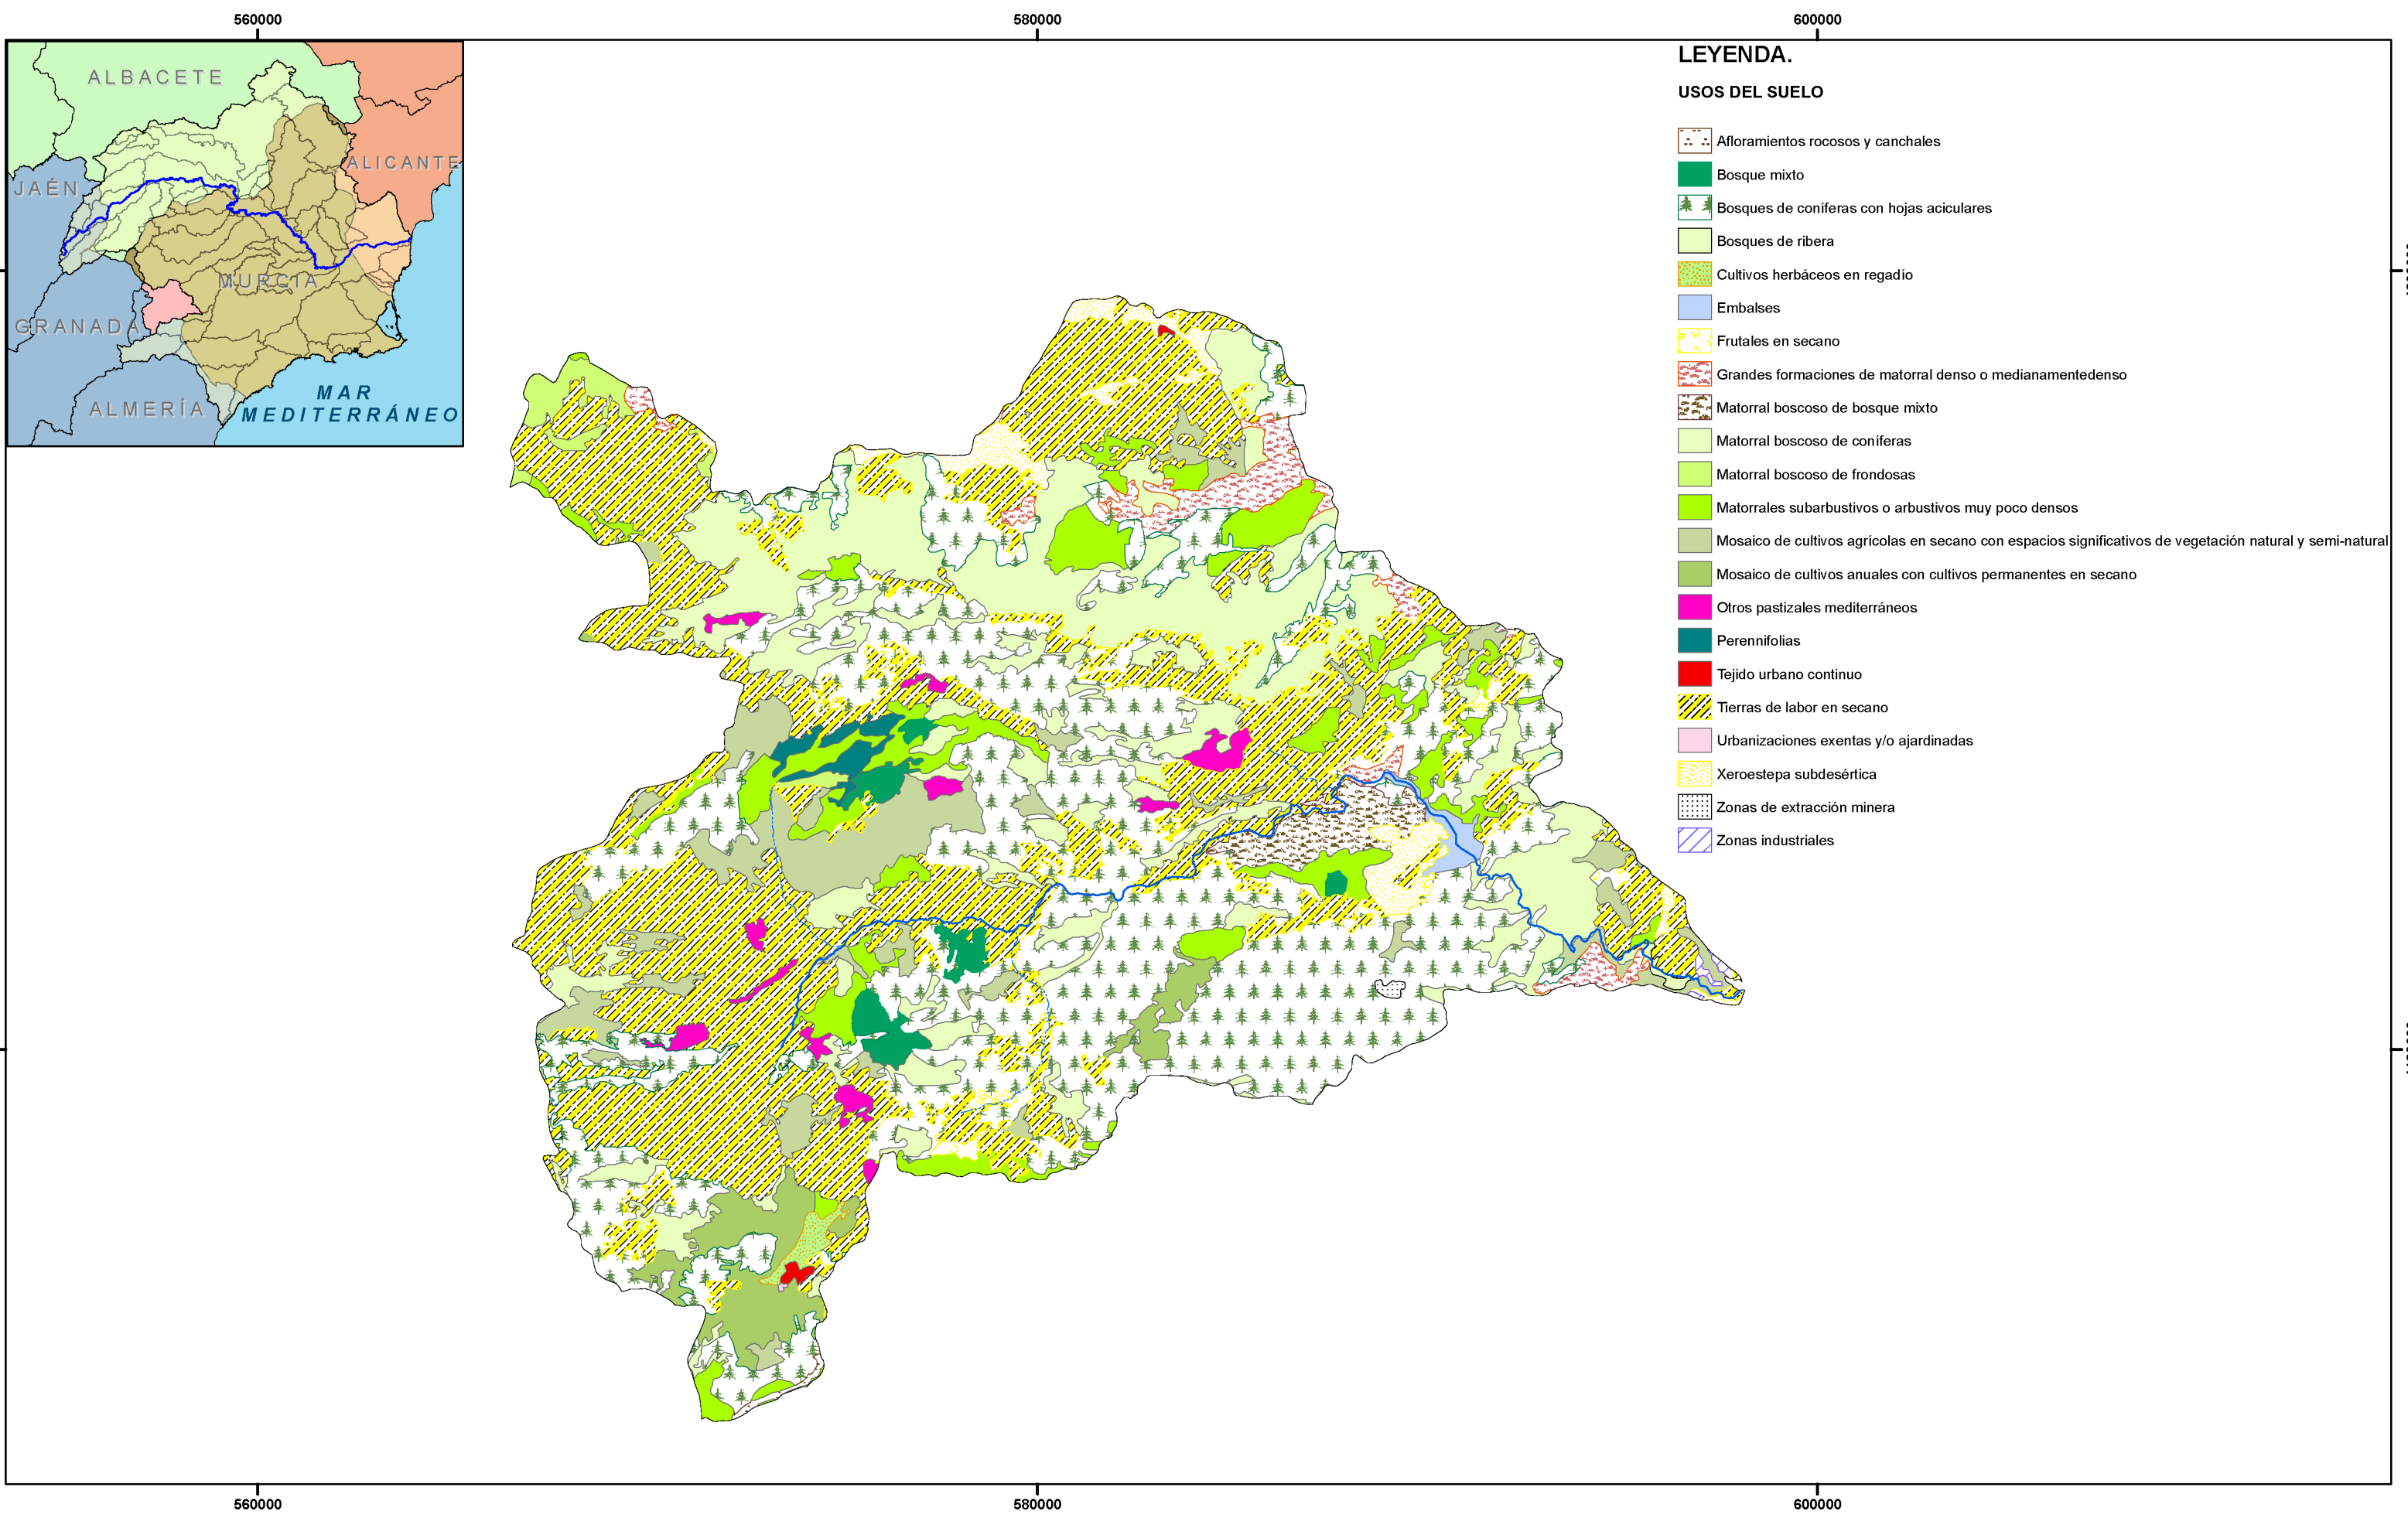 560000
580000
600000
ALBACETE
ALICANTE
JAÉN
MURCIA
GRANADA
ALMERÍA
MAR
MEDITERRÁNEO
LEYENDA.
USOS DEL SUELO
Afloramientos rocosos y canchales
Bosque mixto
Bosques de coníferas con hojas aciculares
Bosques de ribera
Cultivos herbáceos en regadío
Embalses
Frutales en secano
Grandes formaciones de matorral denso o medianamentedenso
Matorral boscoso de bosque mixto
Matorral boscoso de coníferas
Matorral boscoso de frondosas
Matorrales subarbustivos o arbustivos muy poco densos
Mosaico de cultivos agrícolas en secano con espacios significativos de vegetación natural y semi-natural
Mosaico de cultivos anuales con cultivos permanentes en secano
Otros pastizales mediterráneos
Perennifolias
Tejido urbano continuo
Tierras de labor en secano
Urbanizaciones exentas y/o ajardinadas
Xeroestepa subdesértica
Zonas de extracción minera
Zonas industriales
560000
580000
600000